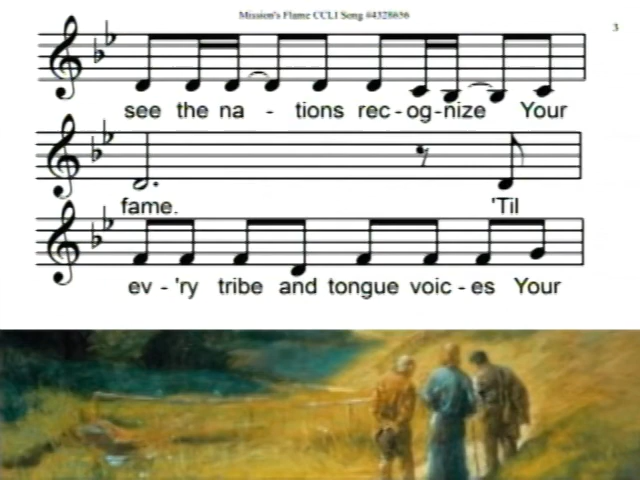 Mission's Flame CCLI Song #4328656
3
see the na - tions rec - og - nize Your
fame. 'Til
ev - 'ry tribe and tongue voic - es Your